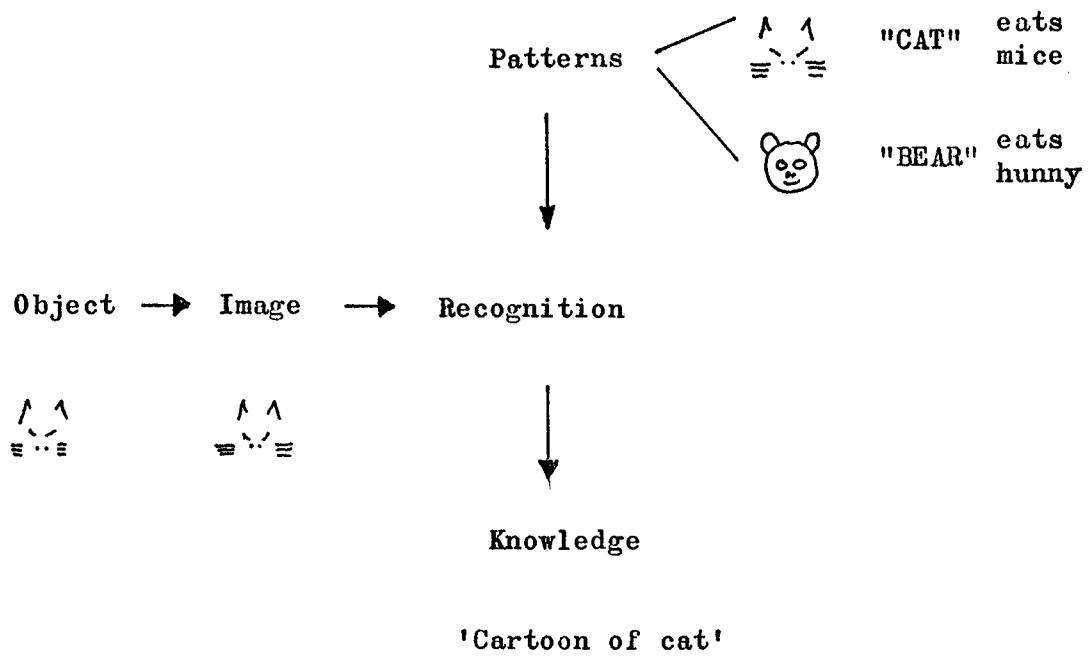 Patterns
"CAT"
eats
mice
"BEAR"
eats
hunny
Object
Image
Recognition
Knowledge
'Cartoon of cat'